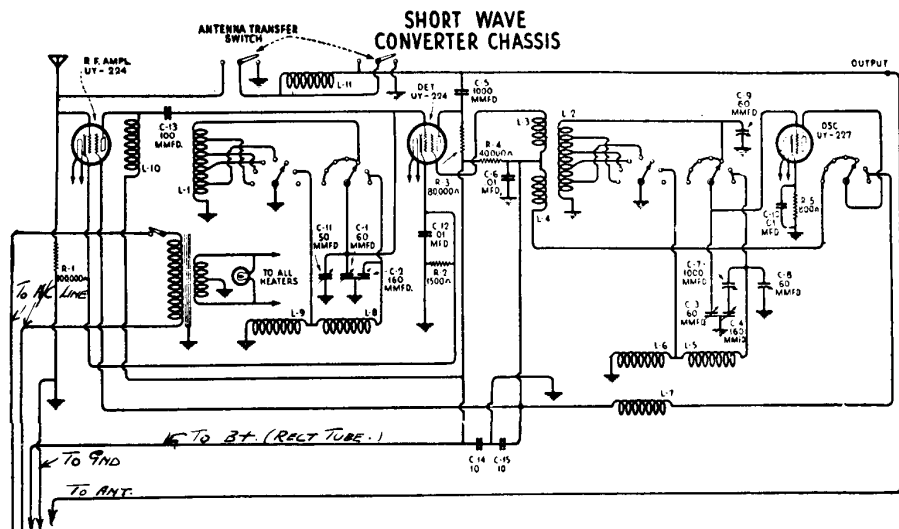 SHORT WAVE
CONVERTER CHASSIS
ANTENNA TRANSFER
SWITCH
R.F. AMPL.
UY-224
DET
UY-224
OSC
UY-227
OUTPUT
L-11
C-5
1000
MMFD
C-9
60
MMFD
C-13
100
MMFD.
L-10
L-1
L-3
L-2
L-4
R-4
40000Ω
R-3
80000Ω
C-6
.01
MFD.
R-5
800Ω
C-10
.01
MFD
C-11
50
MMFD
C-1
60
MMFD
C-2
160
MMFD.
C-12
.01
MFD
R-2
1500Ω
C-7
1000
MMFD
C-8
60
MMFD
C-3
60
MMFD
C-4
160
MMFD
R-1
100000Ω
TO ALL
HEATERS
L-9
L-8
L-6
L-5
L-7
TO A/C LINE
TO B+. (RECT TUBE.)
C-14
10
C-15
10
TO GND
TO ANT.